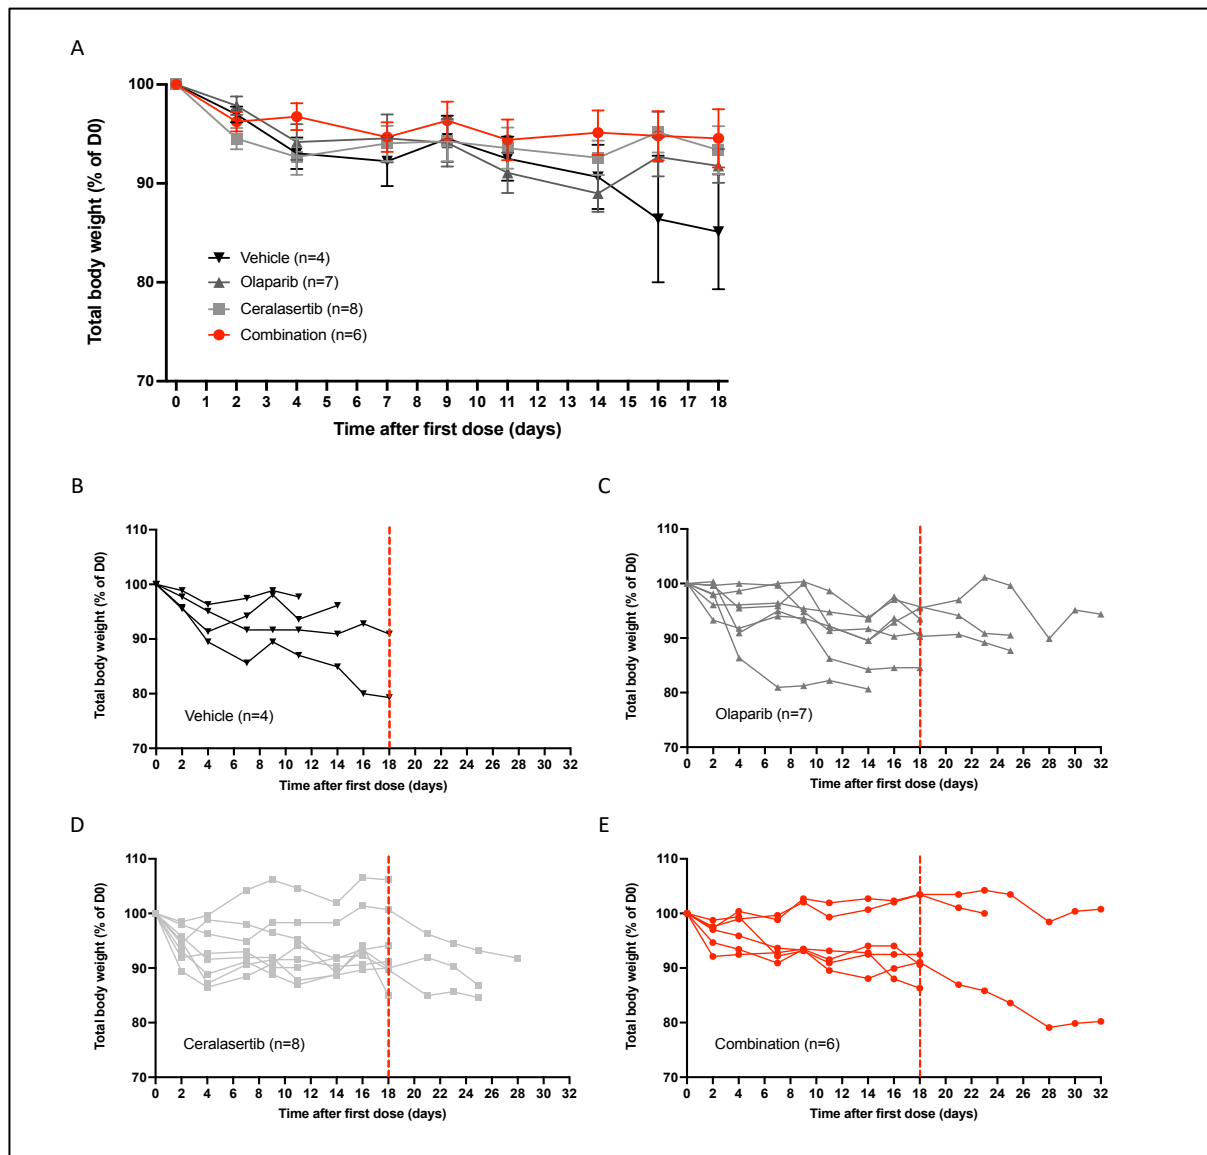 A
Total body weight (% of D0)
100
90
80
70
Vehicle (n=4)
Olaparib (n=7)
Ceralasertib (n=8)
Combination (n=6)
0 1 2 3 4 5 6 7 8 9 10 11 12 13 14 15 16 17 18
Time after first dose (days)
B
Total body weight (% of D0)
110
100
90
80
70
Vehicle (n=4)
0 2 4 6 8 10 12 14 16 18 20 22 24 26 28 30 32
Time after first dose (days)
C
Total body weight (% of D0)
110
100
90
80
70
Olaparib (n=7)
0 2 4 6 8 10 12 14 16 18 20 22 24 26 28 30 32
Time after first dose (days)
D
Total body weight (% of D0)
110
100
90
80
70
Ceralasertib (n=8)
0 2 4 6 8 10 12 14 16 18 20 22 24 26 28 30 32
Time after first dose (days)
E
Total body weight (% of D0)
110
100
90
80
70
Combination (n=6)
0 2 4 6 8 10 12 14 16 18 20 22 24 26 28 30 32
Time after first dose (days)